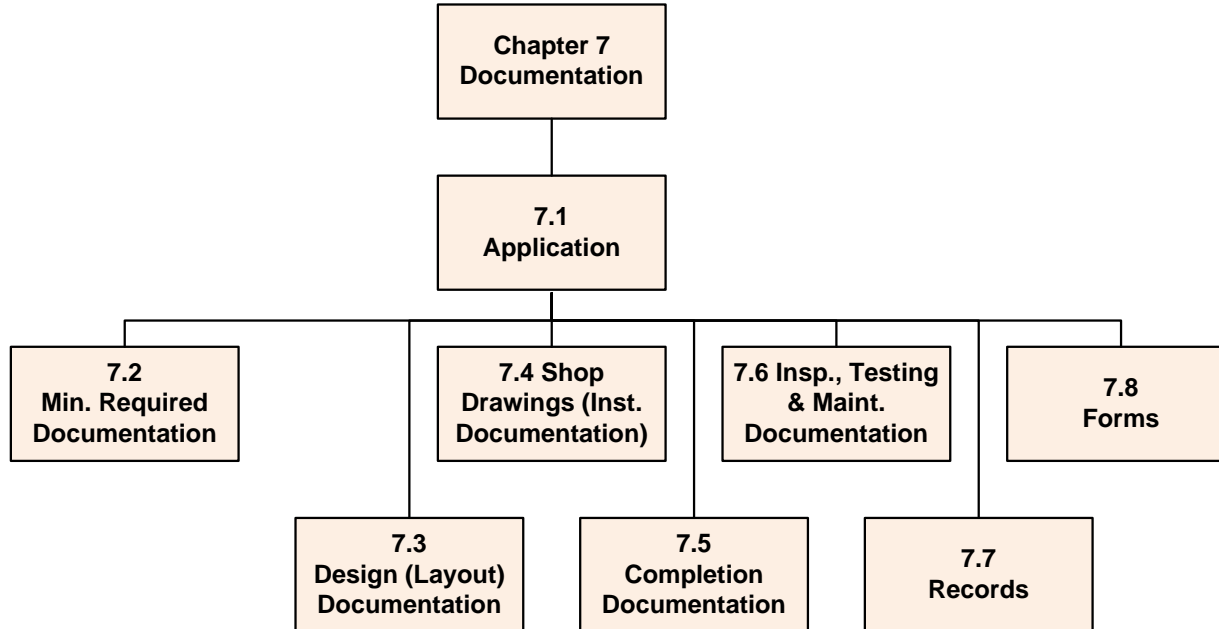 Chapter 7
Documentation
7.1
Application
7.2
Min. Required
Documentation
7.4 Shop
Drawings (Inst.
Documentation)
7.6 Insp., Testing
& Maint.
Documentation
7.8
Forms
7.3
Design (Layout)
Documentation
7.5
Completion
Documentation
7.7
Records